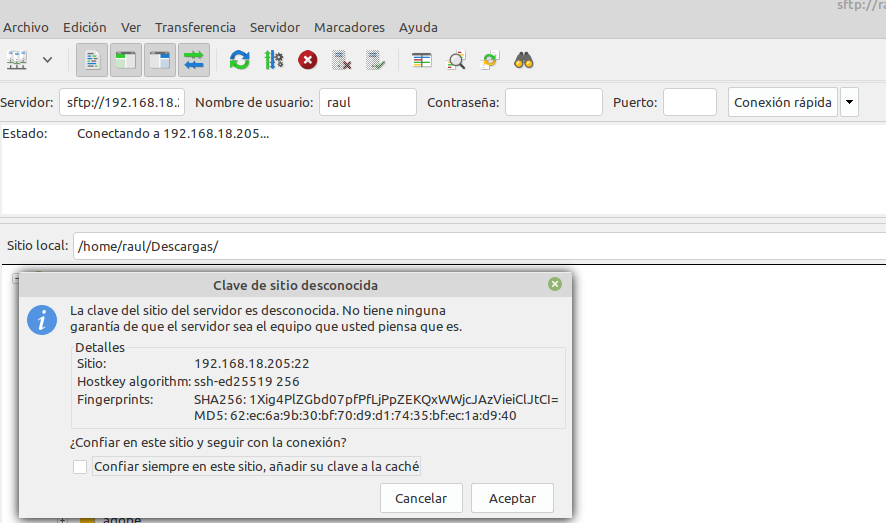 sftp://ra
Archivo Edición Ver Transferencia Servidor Marcadores Ayuda
Servidor: sftp://192.168.18.2 Nombre de usuario: raul Contraseña: Puerto: Conexión rápida
Estado: Conectando a 192.168.18.205...
Sitio local: /home/raul/Descargas/
Clave de sitio desconocida
La clave del sitio del servidor es desconocida. No tiene ninguna
garantía de que el servidor sea el equipo que usted piensa que es.
Detalles
Sitio: 192.168.18.205:22
Hostkey algorithm: ssh-ed25519 256
Fingerprints: SHA256: 1Xig4PlZGbd07pfPfLjPpZEKQxWWjcJAzVieiClJtCI=
MD5: 62:ec:6a:9b:30:bf:70:d9:d1:74:35:bf:ec:1a:d9:40
¿Confiar en este sitio y seguir con la conexión?
Confiar siempre en este sitio, añadir su clave a la caché
Cancelar Aceptar
adobe